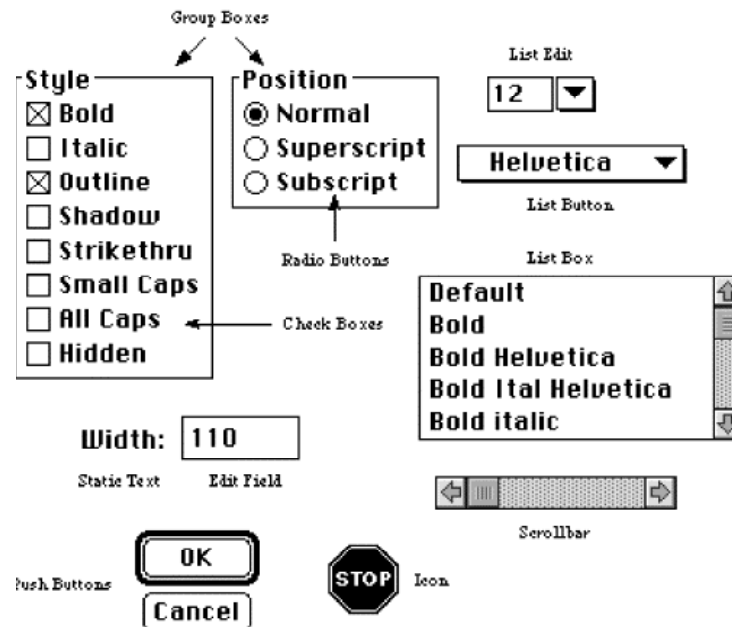 Group Boxes
Style
Bold
Italic
Outline
Shadow
Strikethru
Small Caps
All Caps
Hidden
Position
Normal
Superscript
Subscript
Radio Buttons
Check Boxes
List Edit
12
Helvetica
List Button
List Box
Default
Bold
Bold Helvetica
Bold Ital Helvetica
Bold italic
Width: 110
Static Text Edit Field
Scrollbar
OK
Push Buttons
Cancel
STOP
Icon